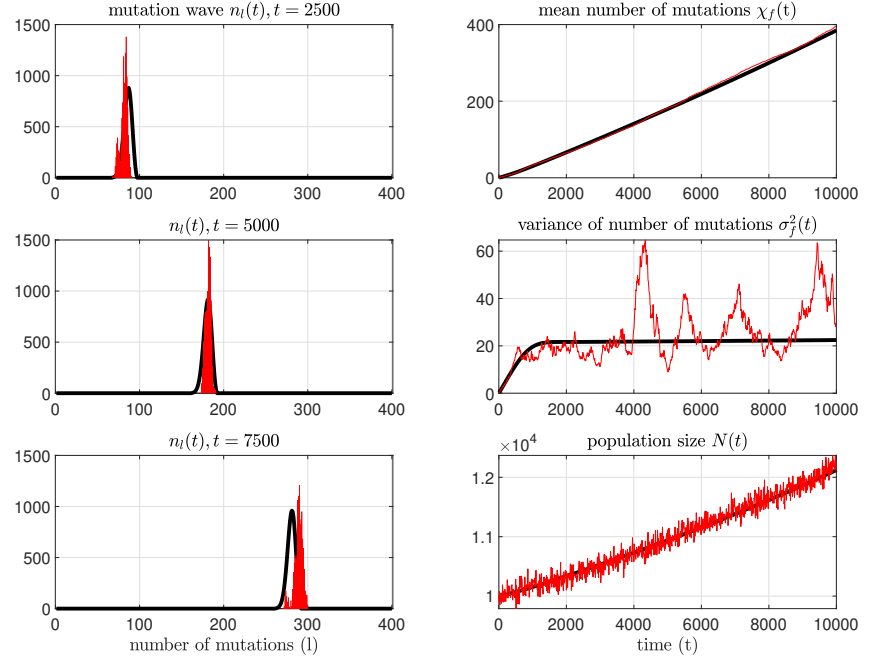 mutation wave n_l(t), t = 2500
1500
1000
500
0
0 100 200 300 400
mean number of mutations χ_f(t)
400
200
0
0 2000 4000 6000 8000 10000
n_l(t), t = 5000
1500
1000
500
0
0 100 200 300 400
variance of number of mutations σ_f^2(t)
60
40
20
0
0 2000 4000 6000 8000 10000
n_l(t), t = 7500
1500
1000
500
0
0 100 200 300 400
number of mutations (l)
×10^4
population size N(t)
1.2
1.1
1
0 2000 4000 6000 8000 10000
time (t)